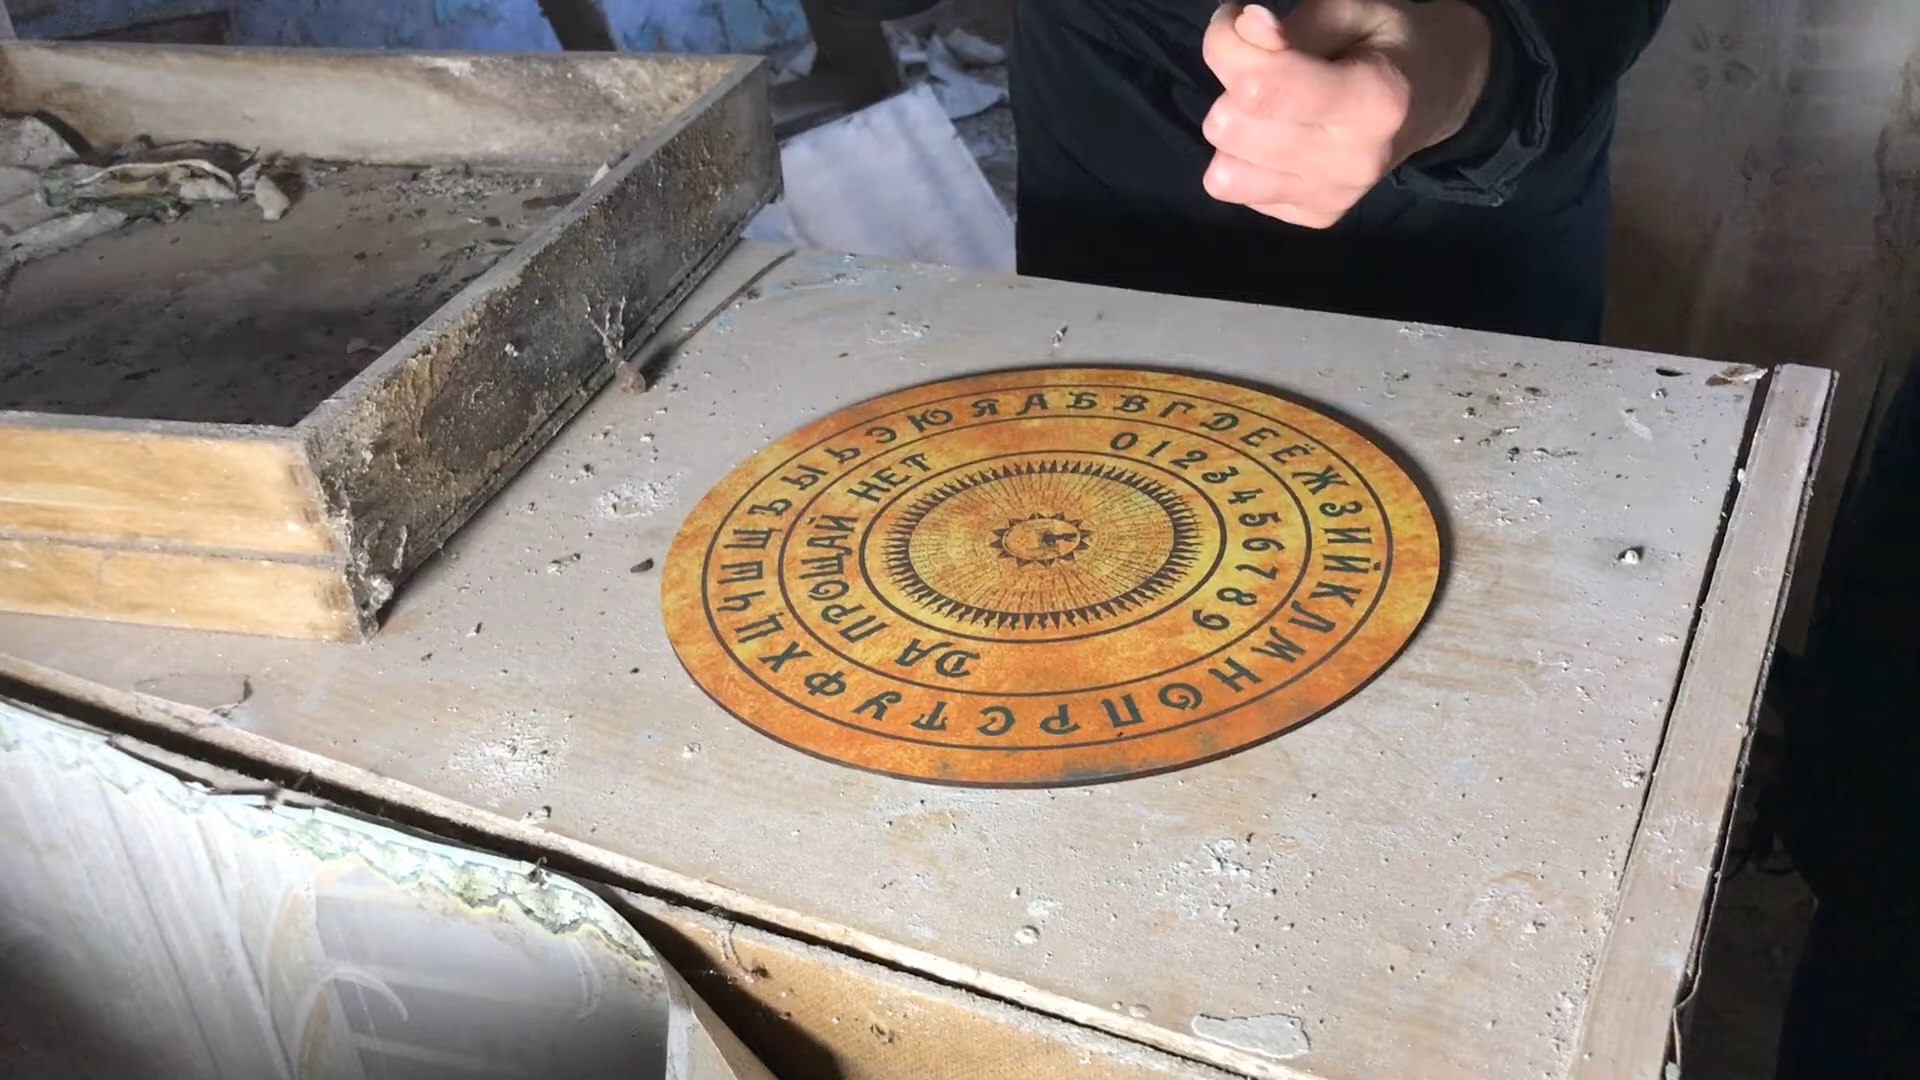 АБВГДЕЁЖЗИЙКЛМНОПРСТУФХЦЧШЩЪЫЬЭЮЯ
0123456789
ДА ПРОЩАЙ НЕТ